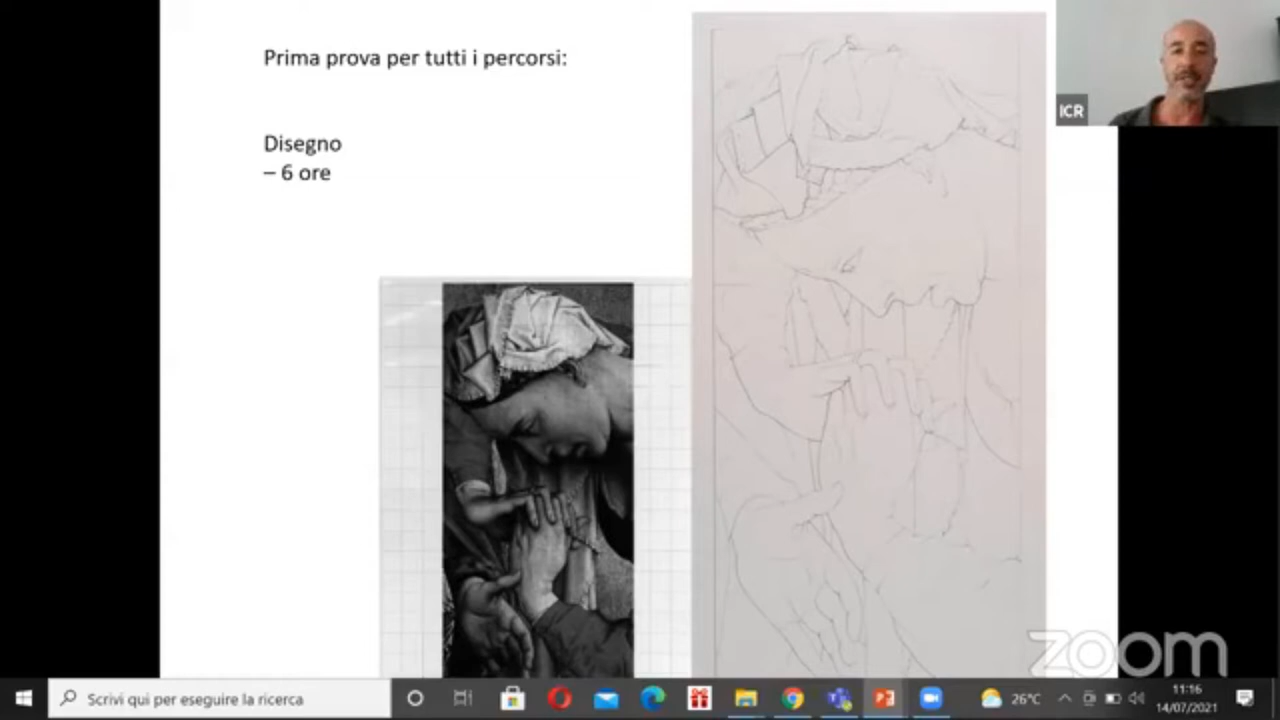 Prima prova per tutti i percorsi:
Disegno
– 6 ore
ICR
zoom
Scrivi qui per eseguire la ricerca
26°C
11:16
14/07/2021